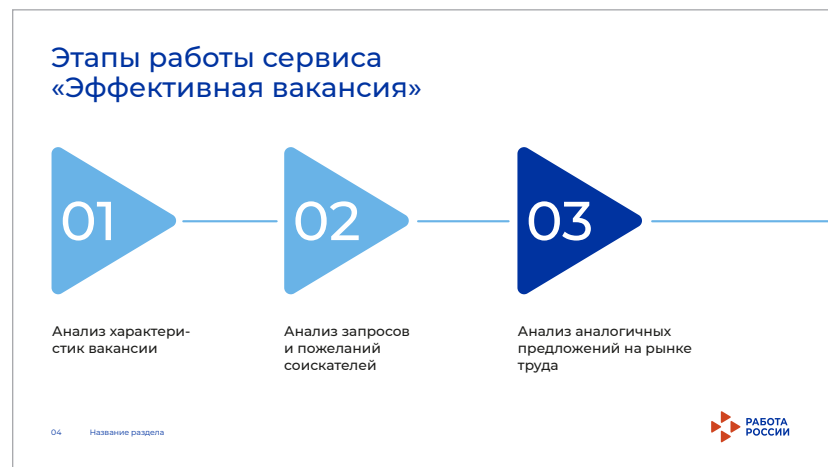 Этапы работы сервиса
«Эффективная вакансия»
01
02
03
Анализ характери-
стик вакансии
Анализ запросов
и пожеланий
соискателей
Анализ аналогичных
предложений на рынке
труда
04 Название раздела
РАБОТА
РОССИИ